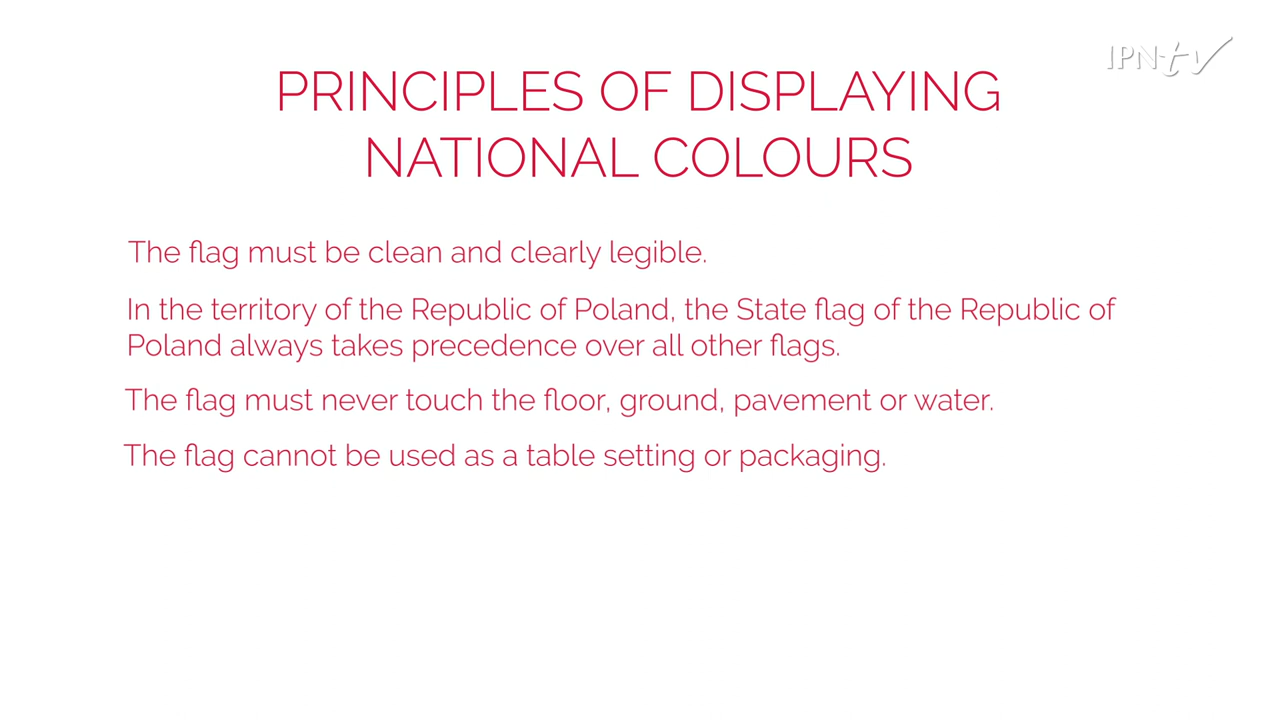 IPNtv
PRINCIPLES OF DISPLAYING
NATIONAL COLOURS
The flag must be clean and clearly legible.
In the territory of the Republic of Poland, the State flag of the Republic of
Poland always takes precedence over all other flags.
The flag must never touch the floor, ground, pavement or water.
The flag cannot be used as a table setting or packaging.